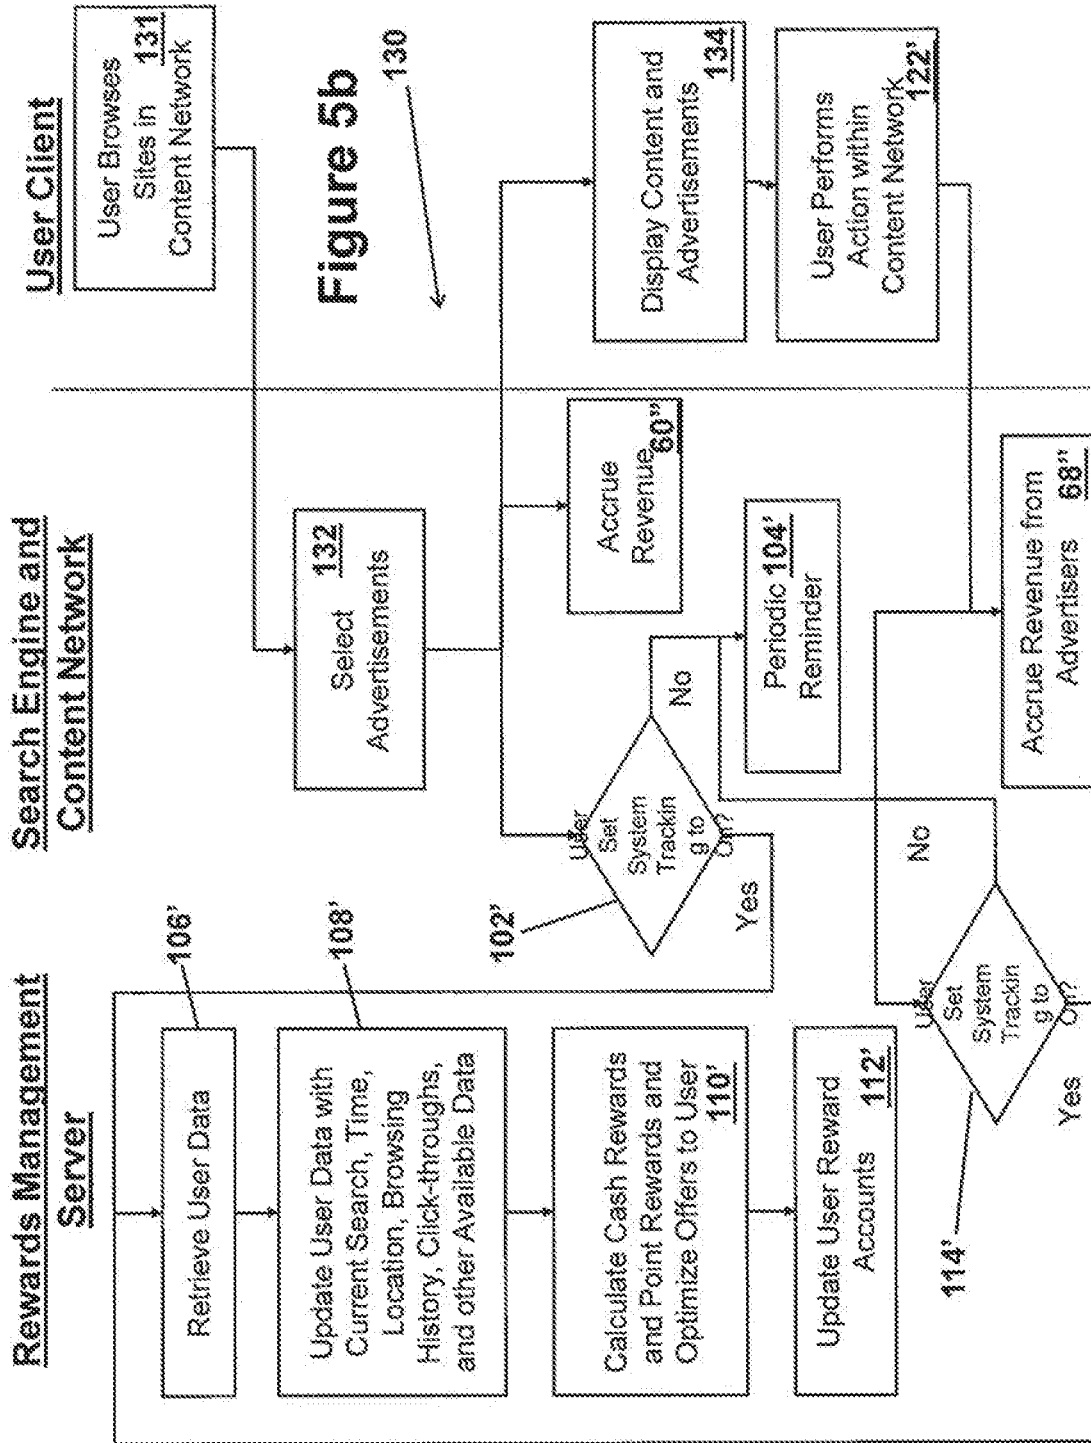 Rewards Management
Server
Search Engine and
Content Network
User Client
Figure 5b
130
User Browses
Sites in 131
Content Network
132
Select
Advertisements
Accrue
Revenue
60"
Display Content and
Advertisements
134
User Performs
Action within
Content Network
122'
User
Set
System
Trackin
g to
On?
102'
No
Yes
Periodic 104'
Reminder
106'
Retrieve User Data
108'
Update User Data with
Current Search, Time,
Location, Browsing
History, Click-throughs,
and other Available Data
Calculate Cash Rewards
and Point Rewards and
Optimize Offers to User
110'
Update User Reward
Accounts 112'
User
Set
System
Trackin
g to
On?
114'
No
Yes
Accrue Revenue from
Advertisers 68"